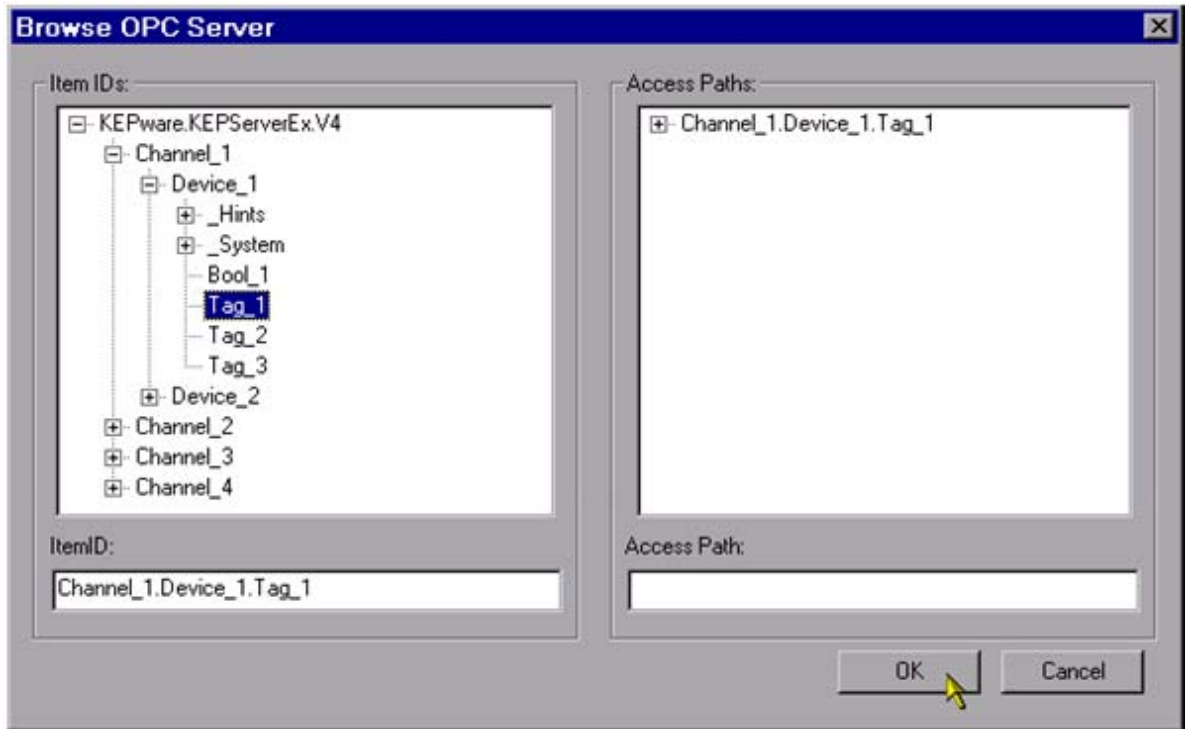 Browse OPC Server
Item IDs:
KEPware.KEPServerEx.V4
Channel_1
Device_1
_Hints
_System
Bool_1
Tag_1
Tag_2
Tag_3
Device_2
Channel_2
Channel_3
Channel_4
ItemID:
Channel_1.Device_1.Tag_1
Access Paths:
Channel_1.Device_1.Tag_1
Access Path:
OK
Cancel